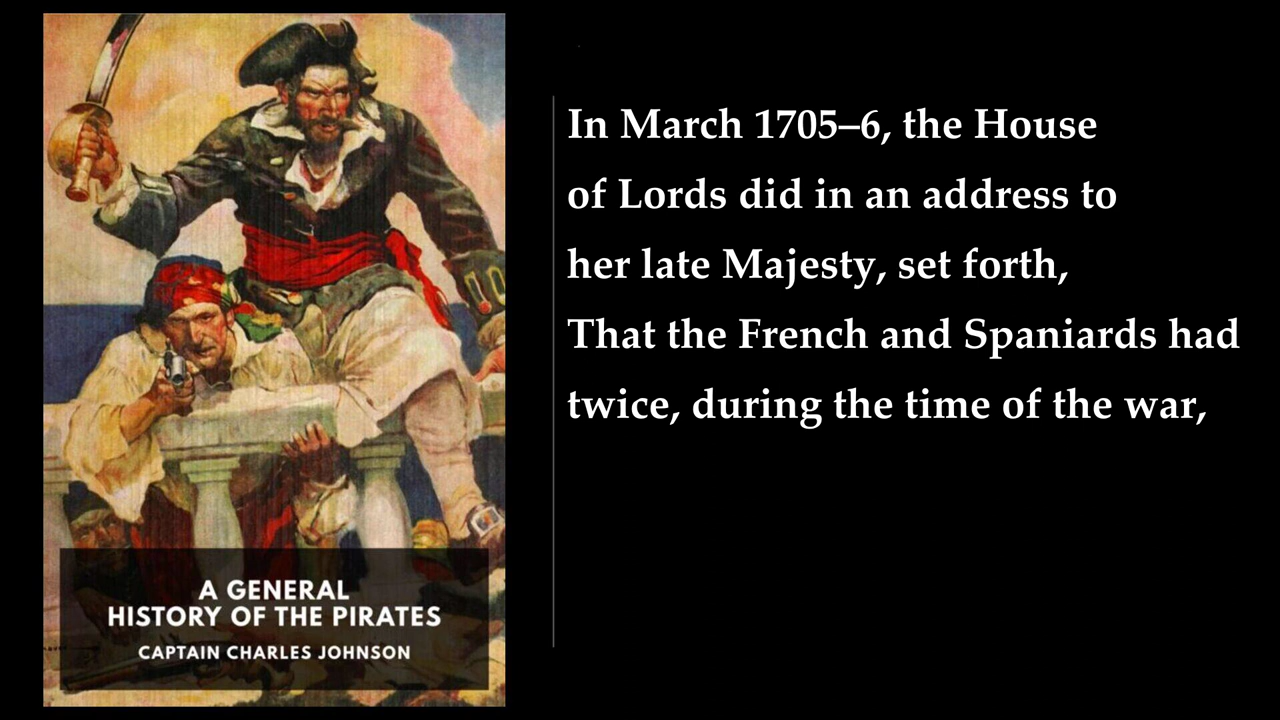 A GENERAL
HISTORY OF THE PIRATES
CAPTAIN CHARLES JOHNSON
In March 1705–6, the House
of Lords did in an address to
her late Majesty, set forth,
That the French and Spaniards had
twice, during the time of the war,